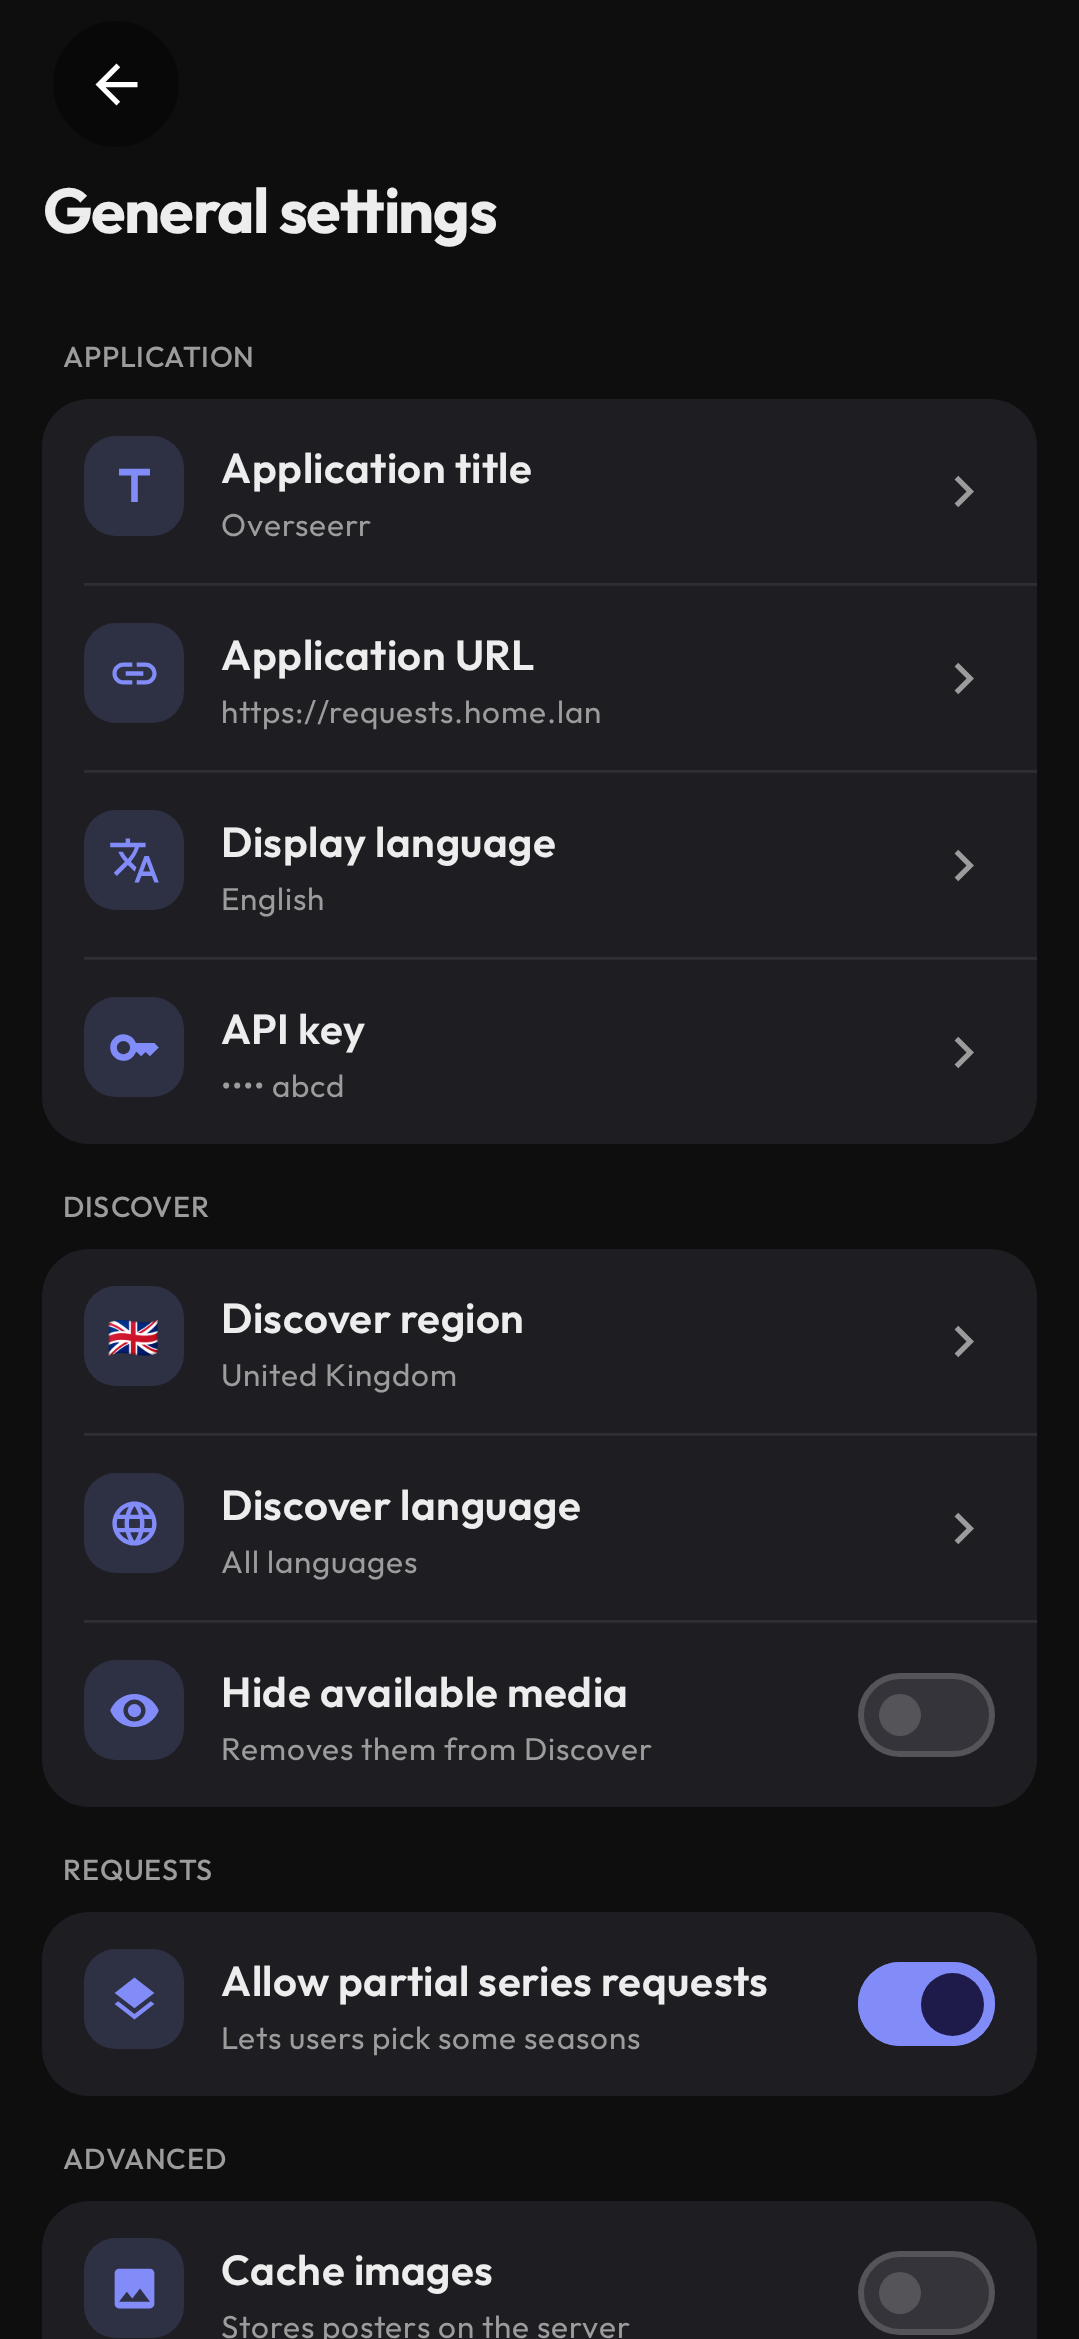 General settings
APPLICATION
Application title
Overseerr
Application URL
https://requests.home.lan
Display language
English
API key
•••• abcd
DISCOVER
Discover region
United Kingdom
Discover language
All languages
Hide available media
Removes them from Discover
REQUESTS
Allow partial series requests
Lets users pick some seasons
ADVANCED
Cache images
Stores posters on the server